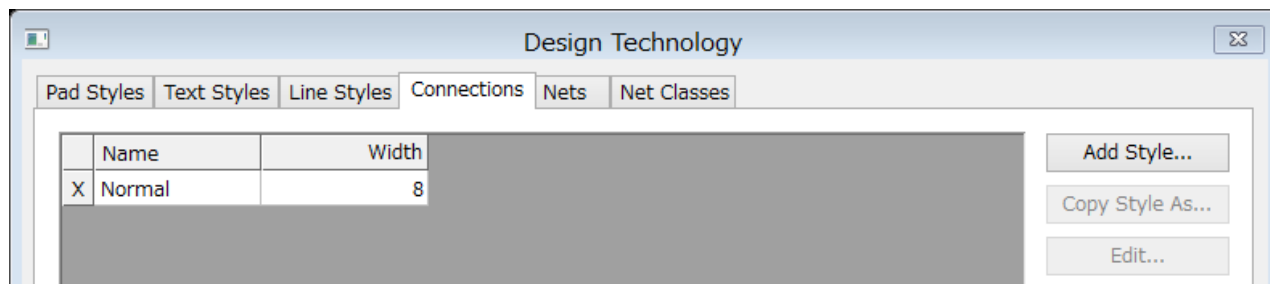 Design Technology
Pad Styles Text Styles Line Styles Connections Nets Net Classes
Name Width
X Normal 8
Add Style...
Copy Style As...
Edit...